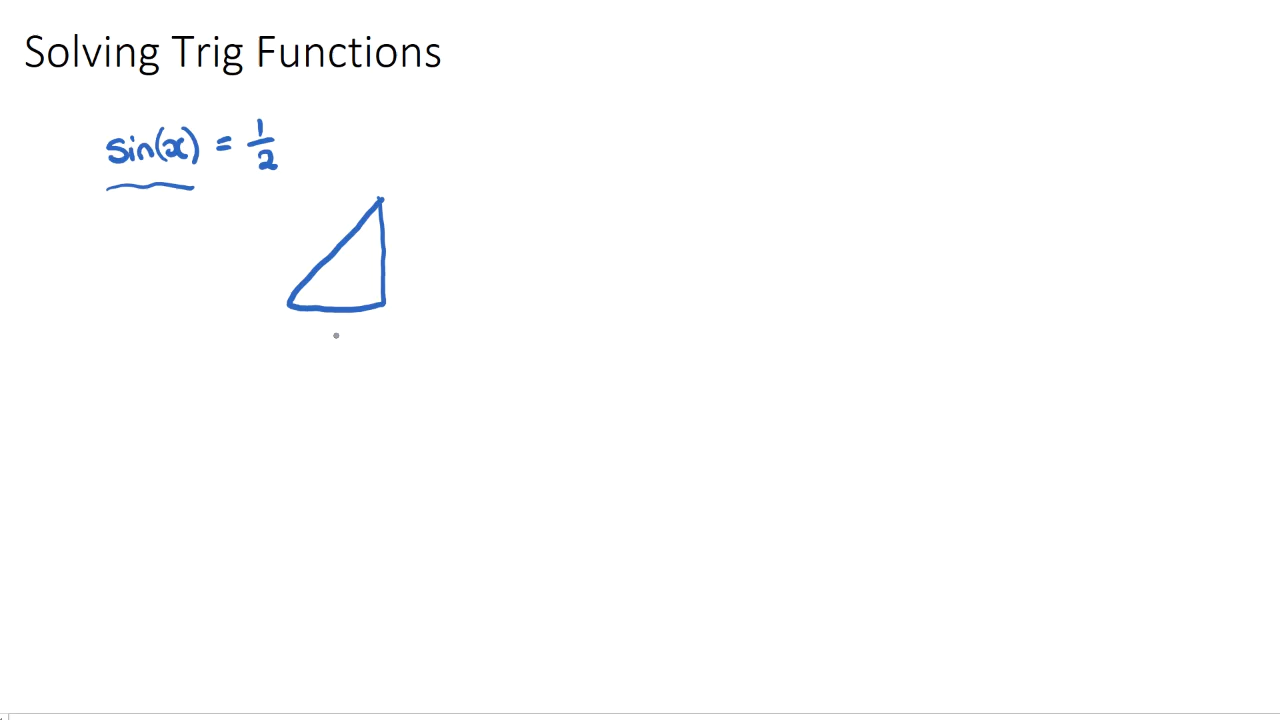 Solving Trig Functions
sin(x) = 1/2